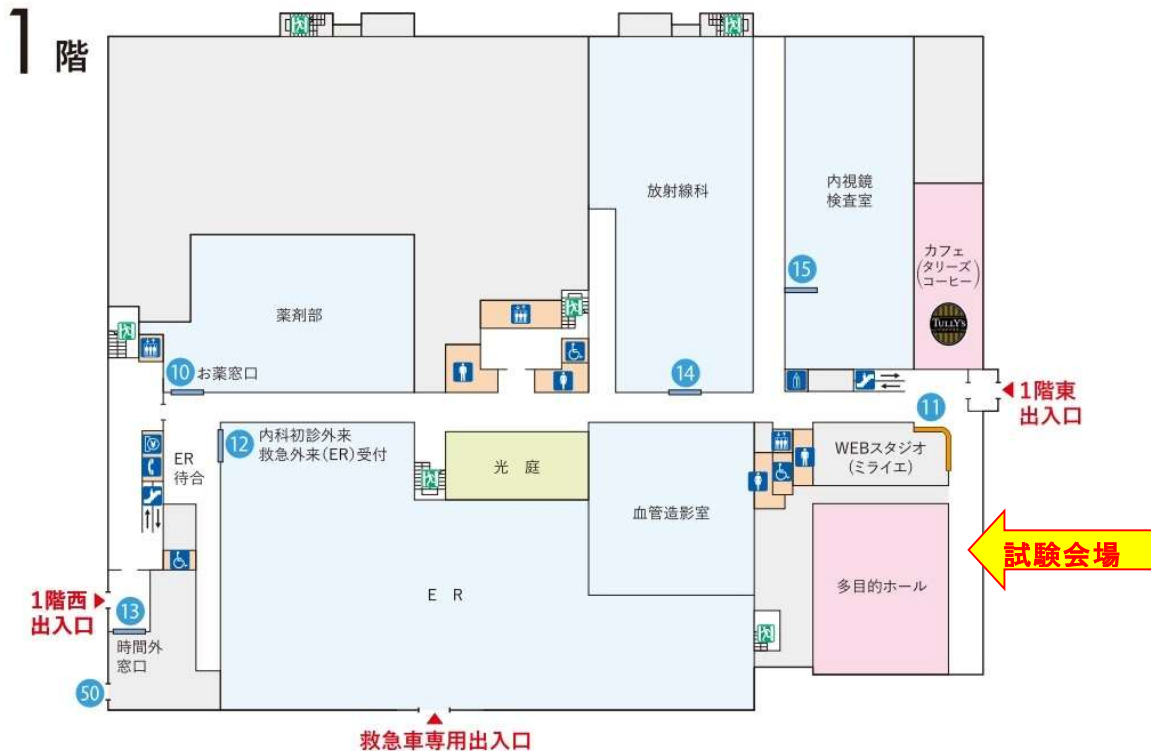 1階
放射線科
内視鏡
検査室
カフェ
(タリーズ
コーヒー)
TULLY'S
15
薬剤部
10 お薬窓口
14
11
1階東
出入口
12
内科初診外来
救急外来(ER)受付
ER
待合
光 庭
WEBスタジオ
(ミライエ)
血管造影室
試験会場
多目的ホール
E R
1階西
出入口
13
時間外
窓口
50
救急車専用出入口